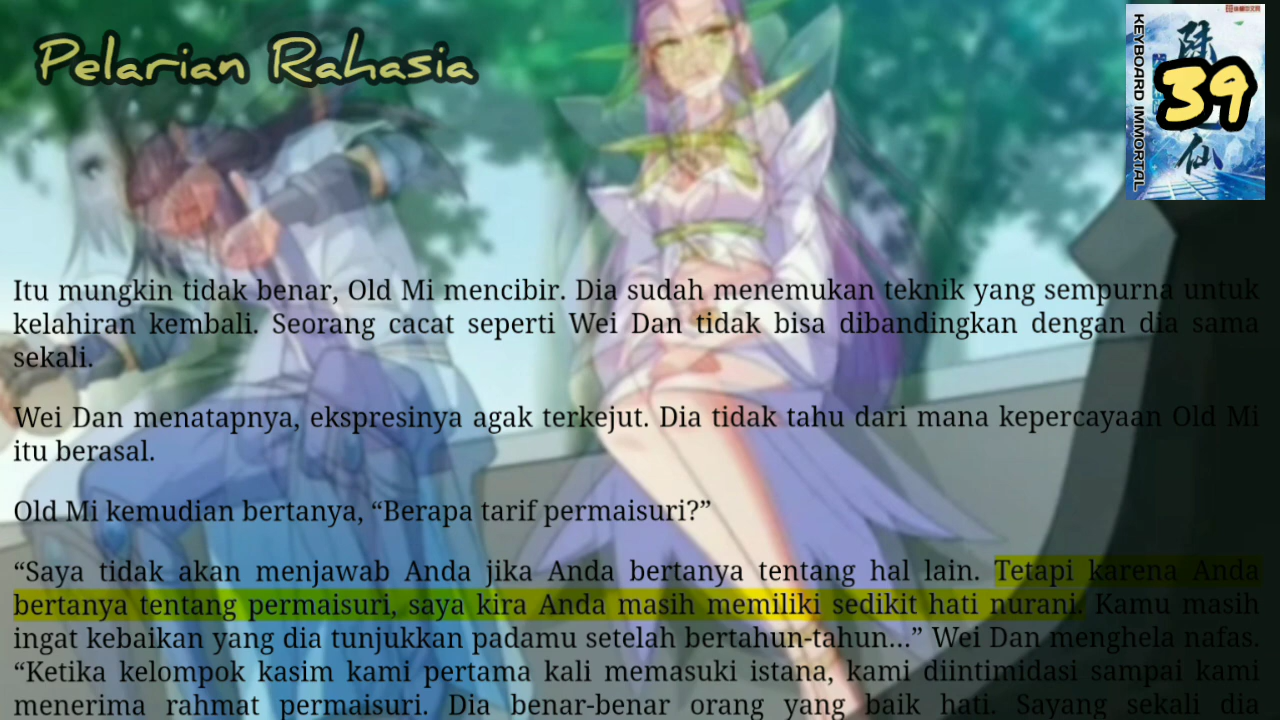 Pelarian Rahasia
KEYBOARD IMMORTAL
39
仙
Itu mungkin tidak benar, Old Mi mencibir. Dia sudah menemukan teknik yang sempurna untuk
kelahiran kembali. Seorang cacat seperti Wei Dan tidak bisa dibandingkan dengan dia sama
sekali.
Wei Dan menatapnya, ekspresinya agak terkejut. Dia tidak tahu dari mana kepercayaan Old Mi
itu berasal.
Old Mi kemudian bertanya, “Berapa tarif permaisuri?”
“Saya tidak akan menjawab Anda jika Anda bertanya tentang hal lain. Tetapi karena Anda
bertanya tentang permaisuri, saya kira Anda masih memiliki sedikit hati nurani. Kamu masih
ingat kebaikan yang dia tunjukkan padamu setelah bertahun-tahun...” Wei Dan menghela nafas.
“Ketika kelompok kasim kami pertama kali memasuki istana, kami diintimidasi sampai kami
menerima rahmat permaisuri. Dia benar-benar orang yang baik hati. Sayang sekali dia